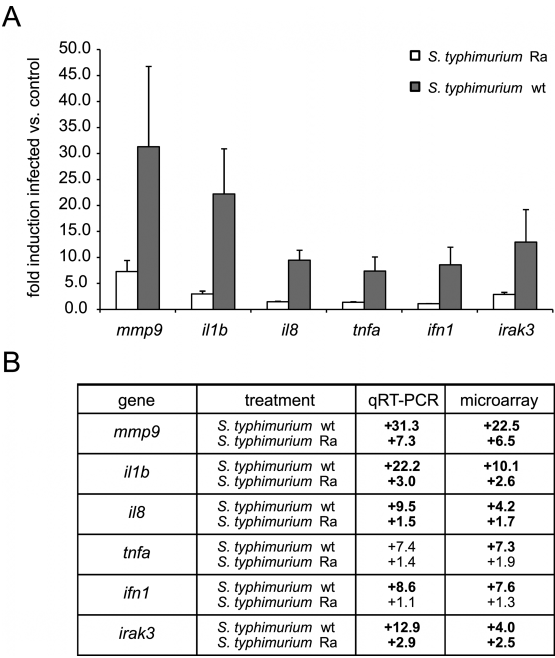 A
fold induction infected vs. control
50.0
45.0
40.0
35.0
30.0
25.0
20.0
15.0
10.0
5.0
0.0
S. typhimurium Ra
S. typhimurium wt
mmp9 il1b il8 tnfa ifn1 irak3
B
gene treatment qRT-PCR microarray
mmp9
S. typhimurium wt +31.3 +22.5
S. typhimurium Ra +7.3 +6.5
il1b
S. typhimurium wt +22.2 +10.1
S. typhimurium Ra +3.0 +2.6
il8
S. typhimurium wt +9.5 +4.2
S. typhimurium Ra +1.5 +1.7
tnfa
S. typhimurium wt +7.4 +7.3
S. typhimurium Ra +1.4 +1.9
ifn1
S. typhimurium wt +8.6 +7.6
S. typhimurium Ra +1.1 +1.3
irak3
S. typhimurium wt +12.9 +4.0
S. typhimurium Ra +2.9 +2.5